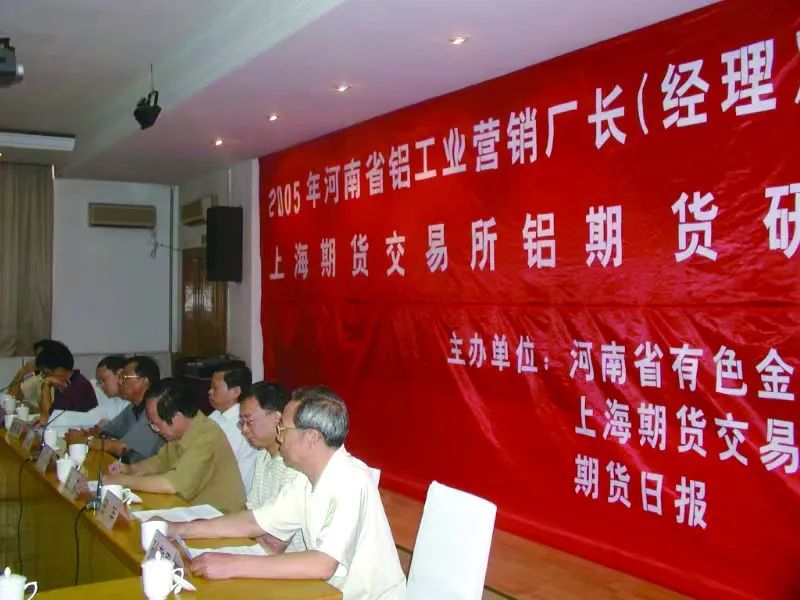 2005年河南省铝工业营销厂长(经理
上海期货交易所铝期货研
主办单位:河南省有色金
上海期货交易
期货日报